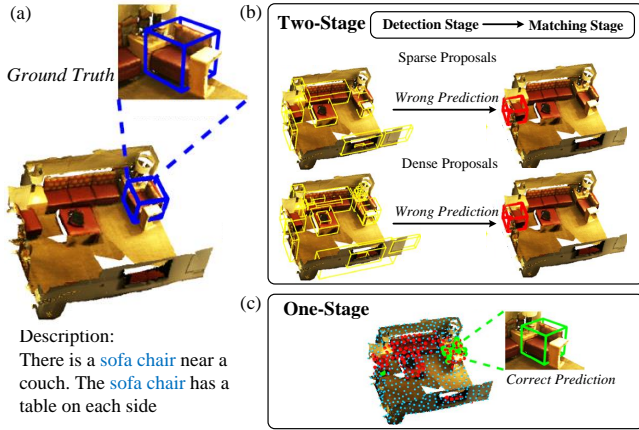 (a)
Ground Truth
Description:
There is a sofa chair near a
couch. The sofa chair has a
table on each side
(b)
Two-Stage
Detection Stage
Matching Stage
Sparse Proposals
Wrong Prediction
Dense Proposals
Wrong Prediction
(c)
One-Stage
Correct Prediction